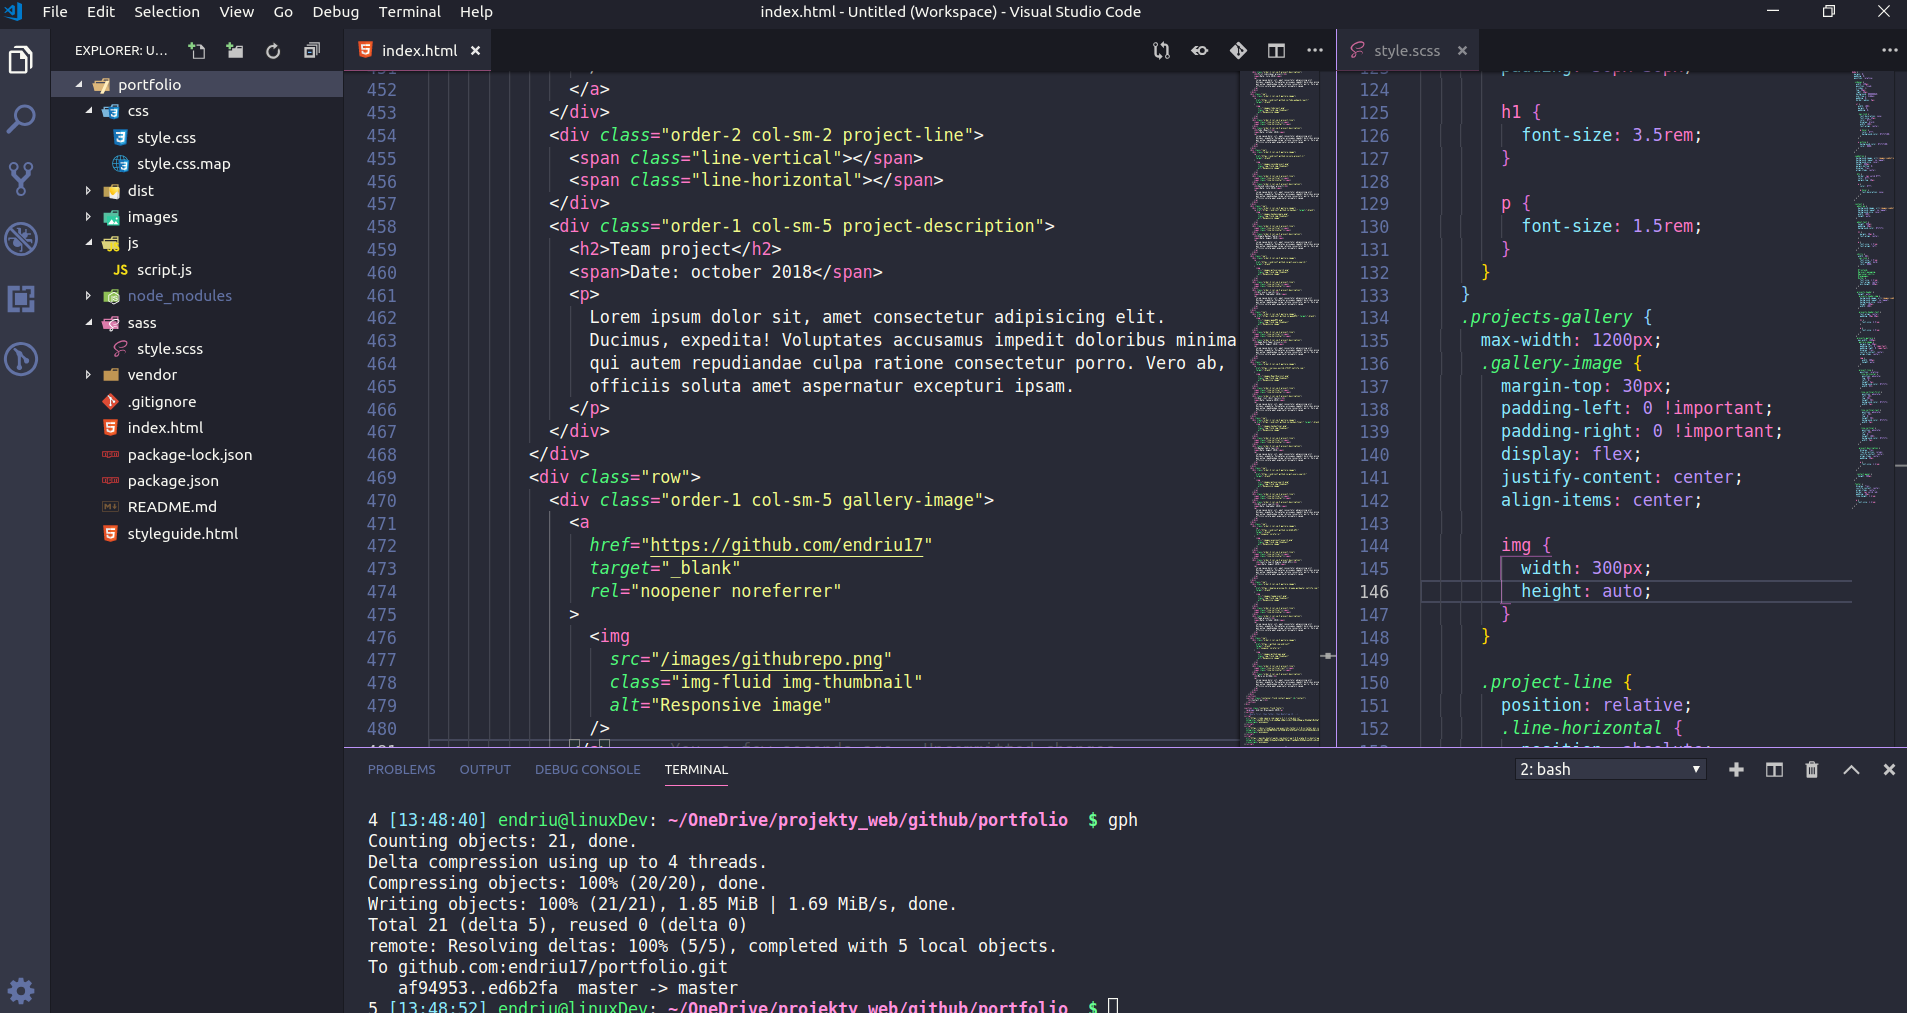 File Edit Selection View Go Debug Terminal Help
index.html - Untitled (Workspace) - Visual Studio Code
EXPLORER: U...
portfolio
css
style.css
style.css.map
dist
images
js
JS script.js
node_modules
sass
style.scss
vendor
.gitignore
index.html
package-lock.json
package.json
README.md
styleguide.html
index.html
452 </a>
453 </div>
454 <div class="order-2 col-sm-2 project-line">
455 <span class="line-vertical"></span>
456 <span class="line-horizontal"></span>
457 </div>
458 <div class="order-1 col-sm-5 project-description">
459 <h2>Team project</h2>
460 <span>Date: october 2018</span>
461 <p>
462 Lorem ipsum dolor sit, amet consectetur adipisicing elit.
463 Ducimus, expedita! Voluptates accusamus impedit doloribus minima
464 qui autem repudiandae culpa ratione consectetur porro. Vero ab,
465 officiis soluta amet aspernatur excepturi ipsam.
466 </p>
467 </div>
468 </div>
469 <div class="row">
470 <div class="order-1 col-sm-5 gallery-image">
471 <a
472 href="https://github.com/endriu17"
473 target="_blank"
474 rel="noopener noreferrer"
475 >
476 <img
477 src="/images/githubrepo.png"
478 class="img-fluid img-thumbnail"
479 alt="Responsive image"
480 />
style.scss
124
125 h1 {
126 font-size: 3.5rem;
127 }
128
129 p {
130 font-size: 1.5rem;
131 }
132 }
133 }
134 .projects-gallery {
135 max-width: 1200px;
136 .gallery-image {
137 margin-top: 30px;
138 padding-left: 0 !important;
139 padding-right: 0 !important;
140 display: flex;
141 justify-content: center;
142 align-items: center;
143
144 img {
145 width: 300px;
146 height: auto;
147 }
148 }
149
150 .project-line {
151 position: relative;
152 .line-horizontal {
PROBLEMS OUTPUT DEBUG CONSOLE TERMINAL
2: bash
4 [13:48:40] endriu@linuxDev: ~/OneDrive/projekty_web/github/portfolio $ gph
Counting objects: 21, done.
Delta compression using up to 4 threads.
Compressing objects: 100% (20/20), done.
Writing objects: 100% (21/21), 1.85 MiB | 1.69 MiB/s, done.
Total 21 (delta 5), reused 0 (delta 0)
remote: Resolving deltas: 100% (5/5), completed with 5 local objects.
To github.com:endriu17/portfolio.git
af94953..ed6b2fa master -> master
5 [13:48:52] endriu@linuxDev: ~/OneDrive/projekty_web/github/portfolio $